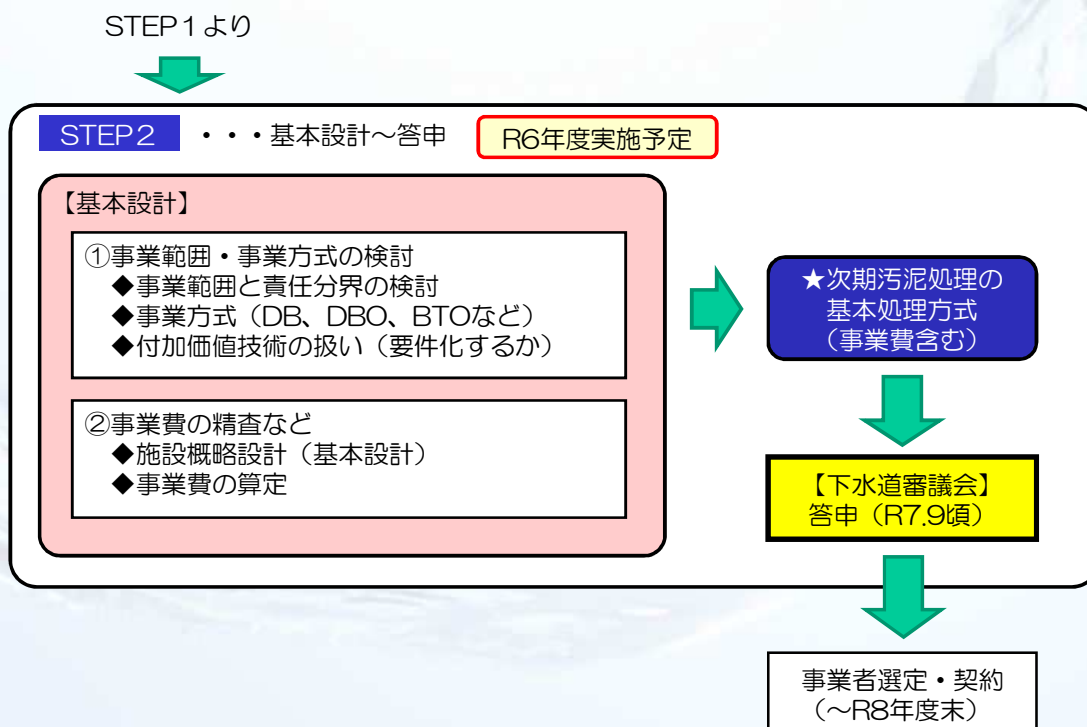 STEP1より
STEP2 ・・・基本設計～答申 R6年度実施予定
【基本設計】
①事業範囲・事業方式の検討
◆事業範囲と責任分界の検討
◆事業方式（DB、DBO、BTOなど）
◆付加価値技術の扱い（要件化するか）
②事業費の精査など
◆施設概略設計（基本設計）
◆事業費の算定
★次期汚泥処理の
基本処理方式
（事業費含む）
【下水道審議会】
答申（R7.9頃）
事業者選定・契約
（～R8年度末）